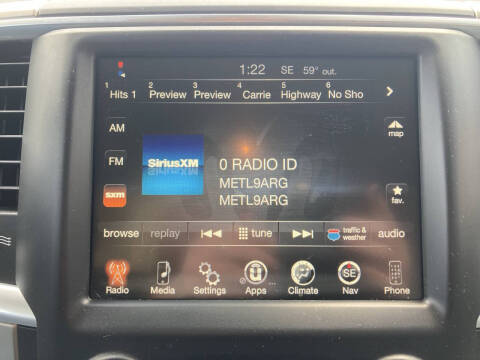 1:22 SE 59° out.
1 Hits 1 2 Preview 3 Preview 4 Carrie 5 Highway 6 No Sho
AM
map
FM
SiriusXM
0 RADIO ID
METL9ARG
sxm
fav.
METL9ARG
browse replay tune traffic & weather audio
SE
Radio Media Settings Apps Climate Nav Phone